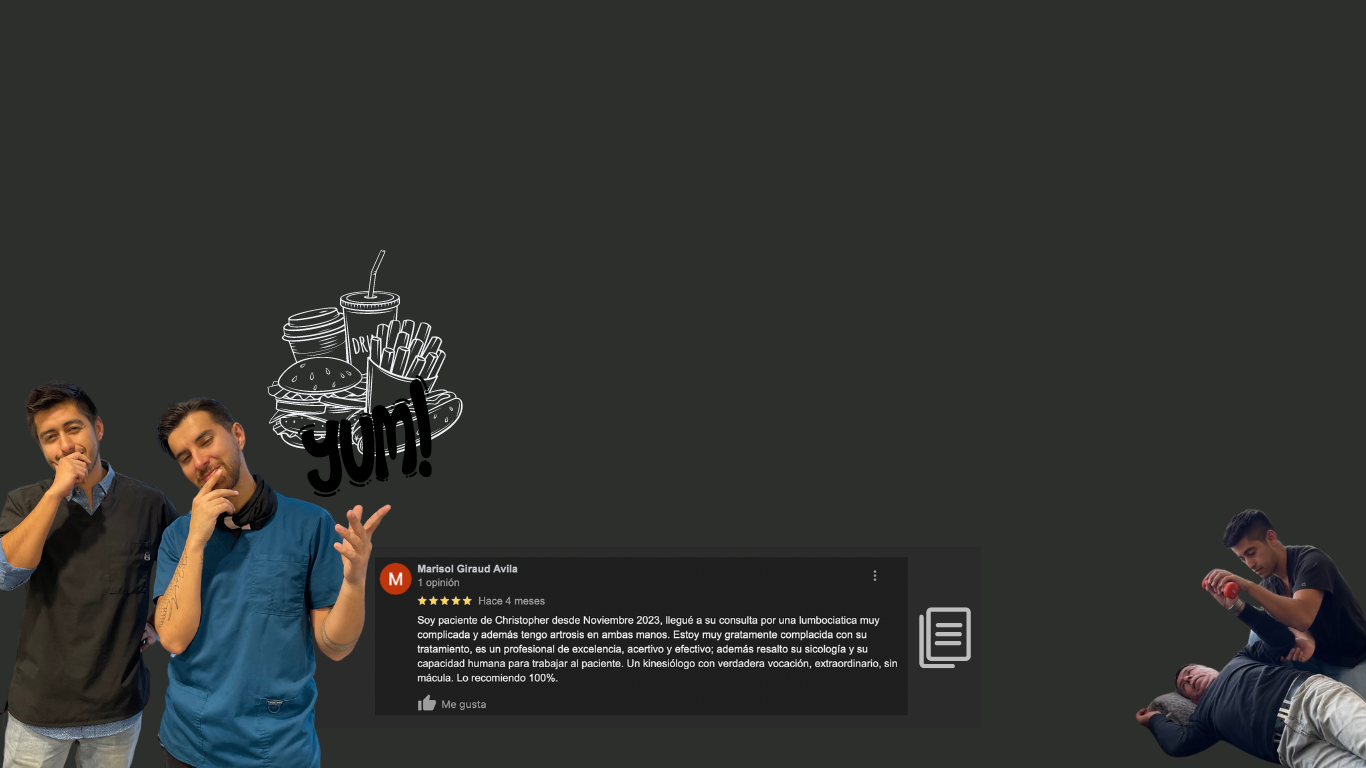 DRI
YUM!
Marisol Giraud Avila
1 opinión
Hace 4 meses
Soy paciente de Christopher desde Noviembre 2023, llegué a su consulta por una lumbociatica muy
complicada y además tengo artrosis en ambas manos. Estoy muy gratamente complacida con su
tratamiento, es un profesional de excelencia, acertivo y efectivo; además resalto su sicología y su
capacidad humana para trabajar al paciente. Un kinesiólogo con verdadera vocación, extraordinario, sin
mácula. Lo recomiendo 100%.
Me gusta
M